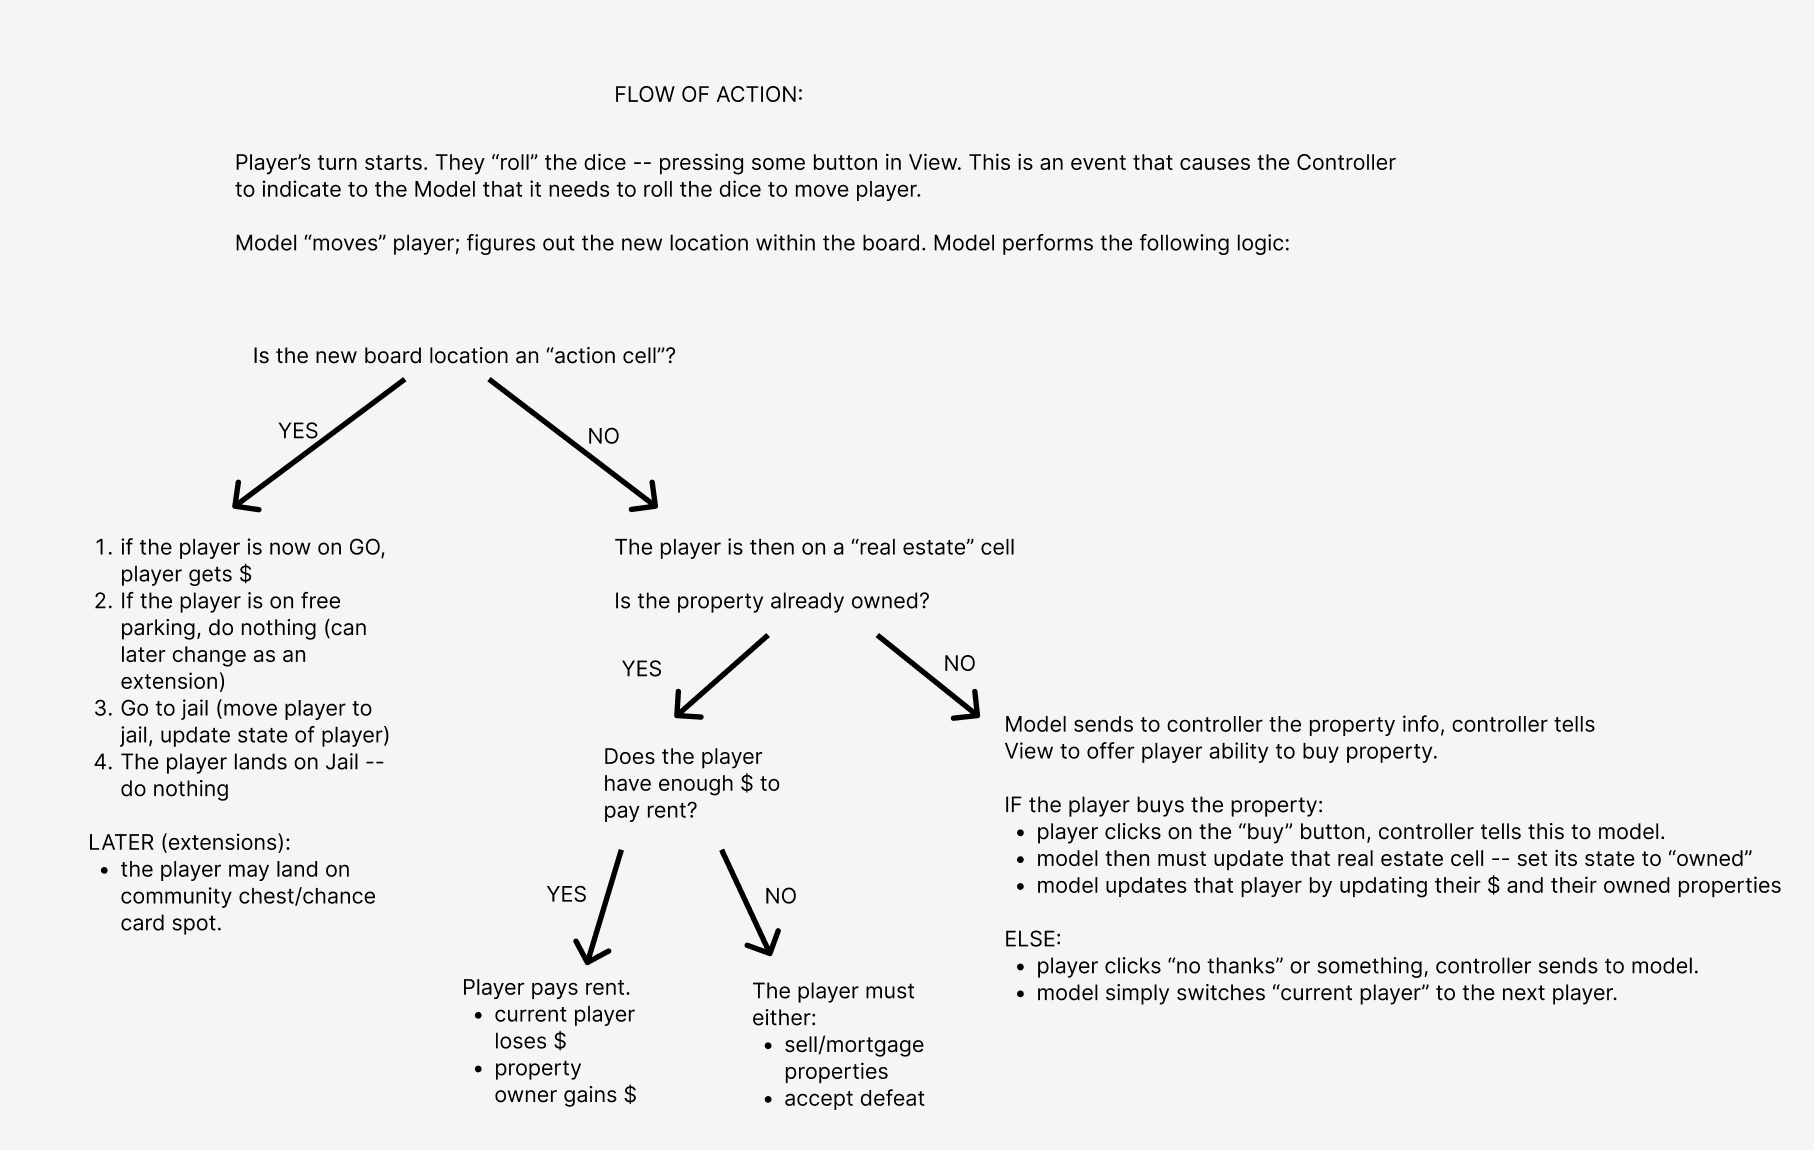 FLOW OF ACTION:
Player’s turn starts. They “roll” the dice -- pressing some button in View. This is an event that causes the Controller
to indicate to the Model that it needs to roll the dice to move player.
Model “moves” player; figures out the new location within the board. Model performs the following logic:
Is the new board location an “action cell”?
YES
NO
1. if the player is now on GO,
player gets $
2. If the player is on free
parking, do nothing (can
later change as an
extension)
3. Go to jail (move player to
jail, update state of player)
4. The player lands on Jail --
do nothing
LATER (extensions):
• the player may land on
community chest/chance
card spot.
The player is then on a “real estate” cell
Is the property already owned?
YES
NO
Does the player
have enough $ to
pay rent?
YES
NO
Player pays rent.
• current player
loses $
• property
owner gains $
The player must
either:
• sell/mortgage
properties
• accept defeat
Model sends to controller the property info, controller tells
View to offer player ability to buy property.
IF the player buys the property:
• player clicks on the “buy” button, controller tells this to model.
• model then must update that real estate cell -- set its state to “owned”
• model updates that player by updating their $ and their owned properties
ELSE:
• player clicks “no thanks” or something, controller sends to model.
• model simply switches “current player” to the next player.